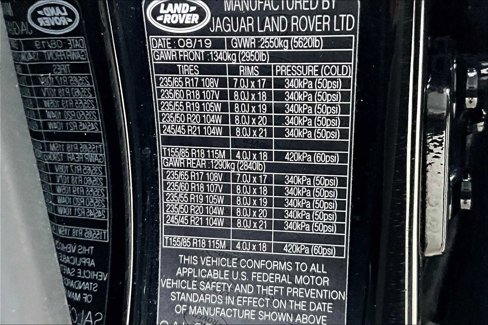 LAND-
ROVER
MANUFACTURED BY
JAGUAR LAND ROVER LTD
DATE : 08/19 GVWR : 2550kg (5620lb)
GAWR FRONT : 1340kg (2950lb)
TIRES RIMS PRESSURE (COLD)
235/65 R17 108V 7.0J x 17 340kPa (50psi)
235/60 R18 107V 8.0J x 18 340kPa (50psi)
235/55 R19 105V 8.0J x 19 340kPa (50psi)
235/50 R20 104W 8.0J x 20 340kPa (50psi)
245/45 R21 104W 8.0J x 21 340kPa (50psi)
T155/85 R18 115M 4.0J x 18 420kPa (60psi)
GAWR REAR : 1290kg (2840lb)
235/65 R17 108V 7.0J x 17 340kPa (50psi)
235/60 R18 107V 8.0J x 18 340kPa (50psi)
235/55 R19 105V 8.0J x 19 340kPa (50psi)
235/50 R20 104W 8.0J x 20 340kPa (50psi)
245/45 R21 104W 8.0J x 21 340kPa (50psi)
T155/85 R18 115M 4.0J x 18 420kPa (60psi)
THIS VEHICLE CONFORMS TO ALL
APPLICABLE U.S. FEDERAL MOTOR
VEHICLE SAFETY AND THEFT PREVENTION
STANDARDS IN EFFECT ON THE DATE
OF MANUFACTURE SHOWN ABOVE